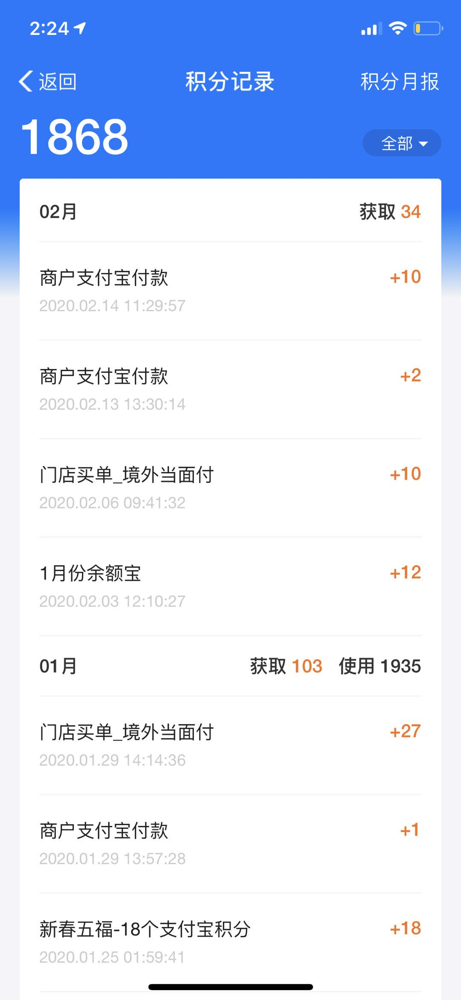 2:24
返回
积分记录
积分月报
1868
全部
02月
获取 34
商户支付宝付款
+10
2020.02.14 11:29:57
商户支付宝付款
+2
2020.02.13 13:30:14
门店买单_境外当面付
+10
2020.02.06 09:41:32
1月份余额宝
+12
2020.02.03 12:10:27
01月
获取 103 使用 1935
门店买单_境外当面付
+27
2020.01.29 14:14:36
商户支付宝付款
+1
2020.01.29 13:57:28
新春五福-18个支付宝积分
+18
2020.01.25 01:59:41